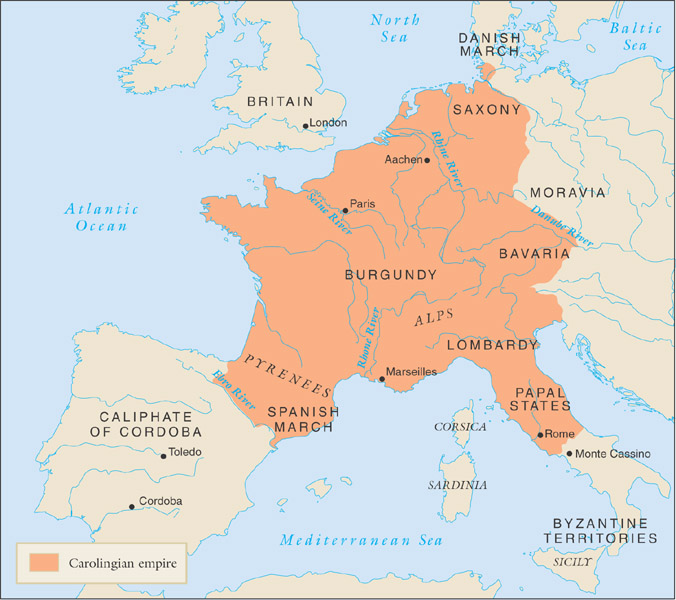 North
Sea
Baltic
Sea
DANISH
MARCH
BRITAIN
London
SAXONY
Aachen
Rhine River
MORAVIA
Atlantic
Ocean
Paris
Seine River
Danube River
BAVARIA
BURGUNDY
ALPS
Rhone River
LOMBARDY
PYRENEES
Marseilles
Ebro River
PAPAL
STATES
SPANISH
MARCH
CALIPHATE
OF CORDOBA
CORSICA
Rome
Toledo
Monte Cassino
SARDINIA
Cordoba
BYZANTINE
TERRITORIES
Mediterranean Sea
SICILY
Carolingian empire